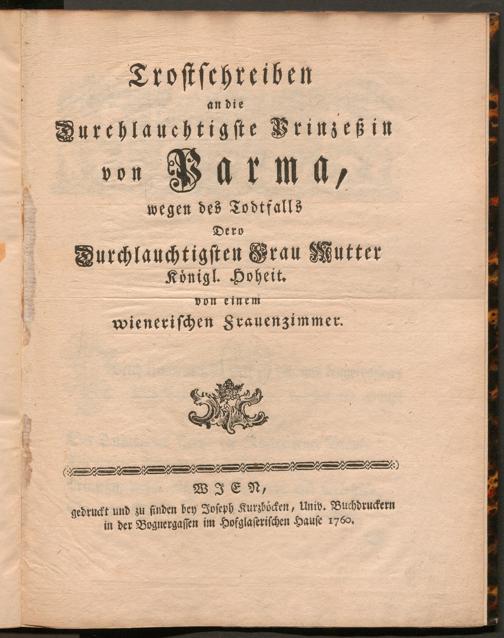 Trostschreiben
an die
Durchlauchtigste Prinzeßin
von Parma,
wegen des Todtfalls
Dero
Durchlauchtigsten Frau Mutter
Königl. Hoheit.
von einem
wienerischen Frauenzimmer.
WIEN,
gedruckt und zu finden bey Joseph Kurzböcken, Univ. Buchdruckern
in der Bognergassen im Hofglaserischen Hause 1760.